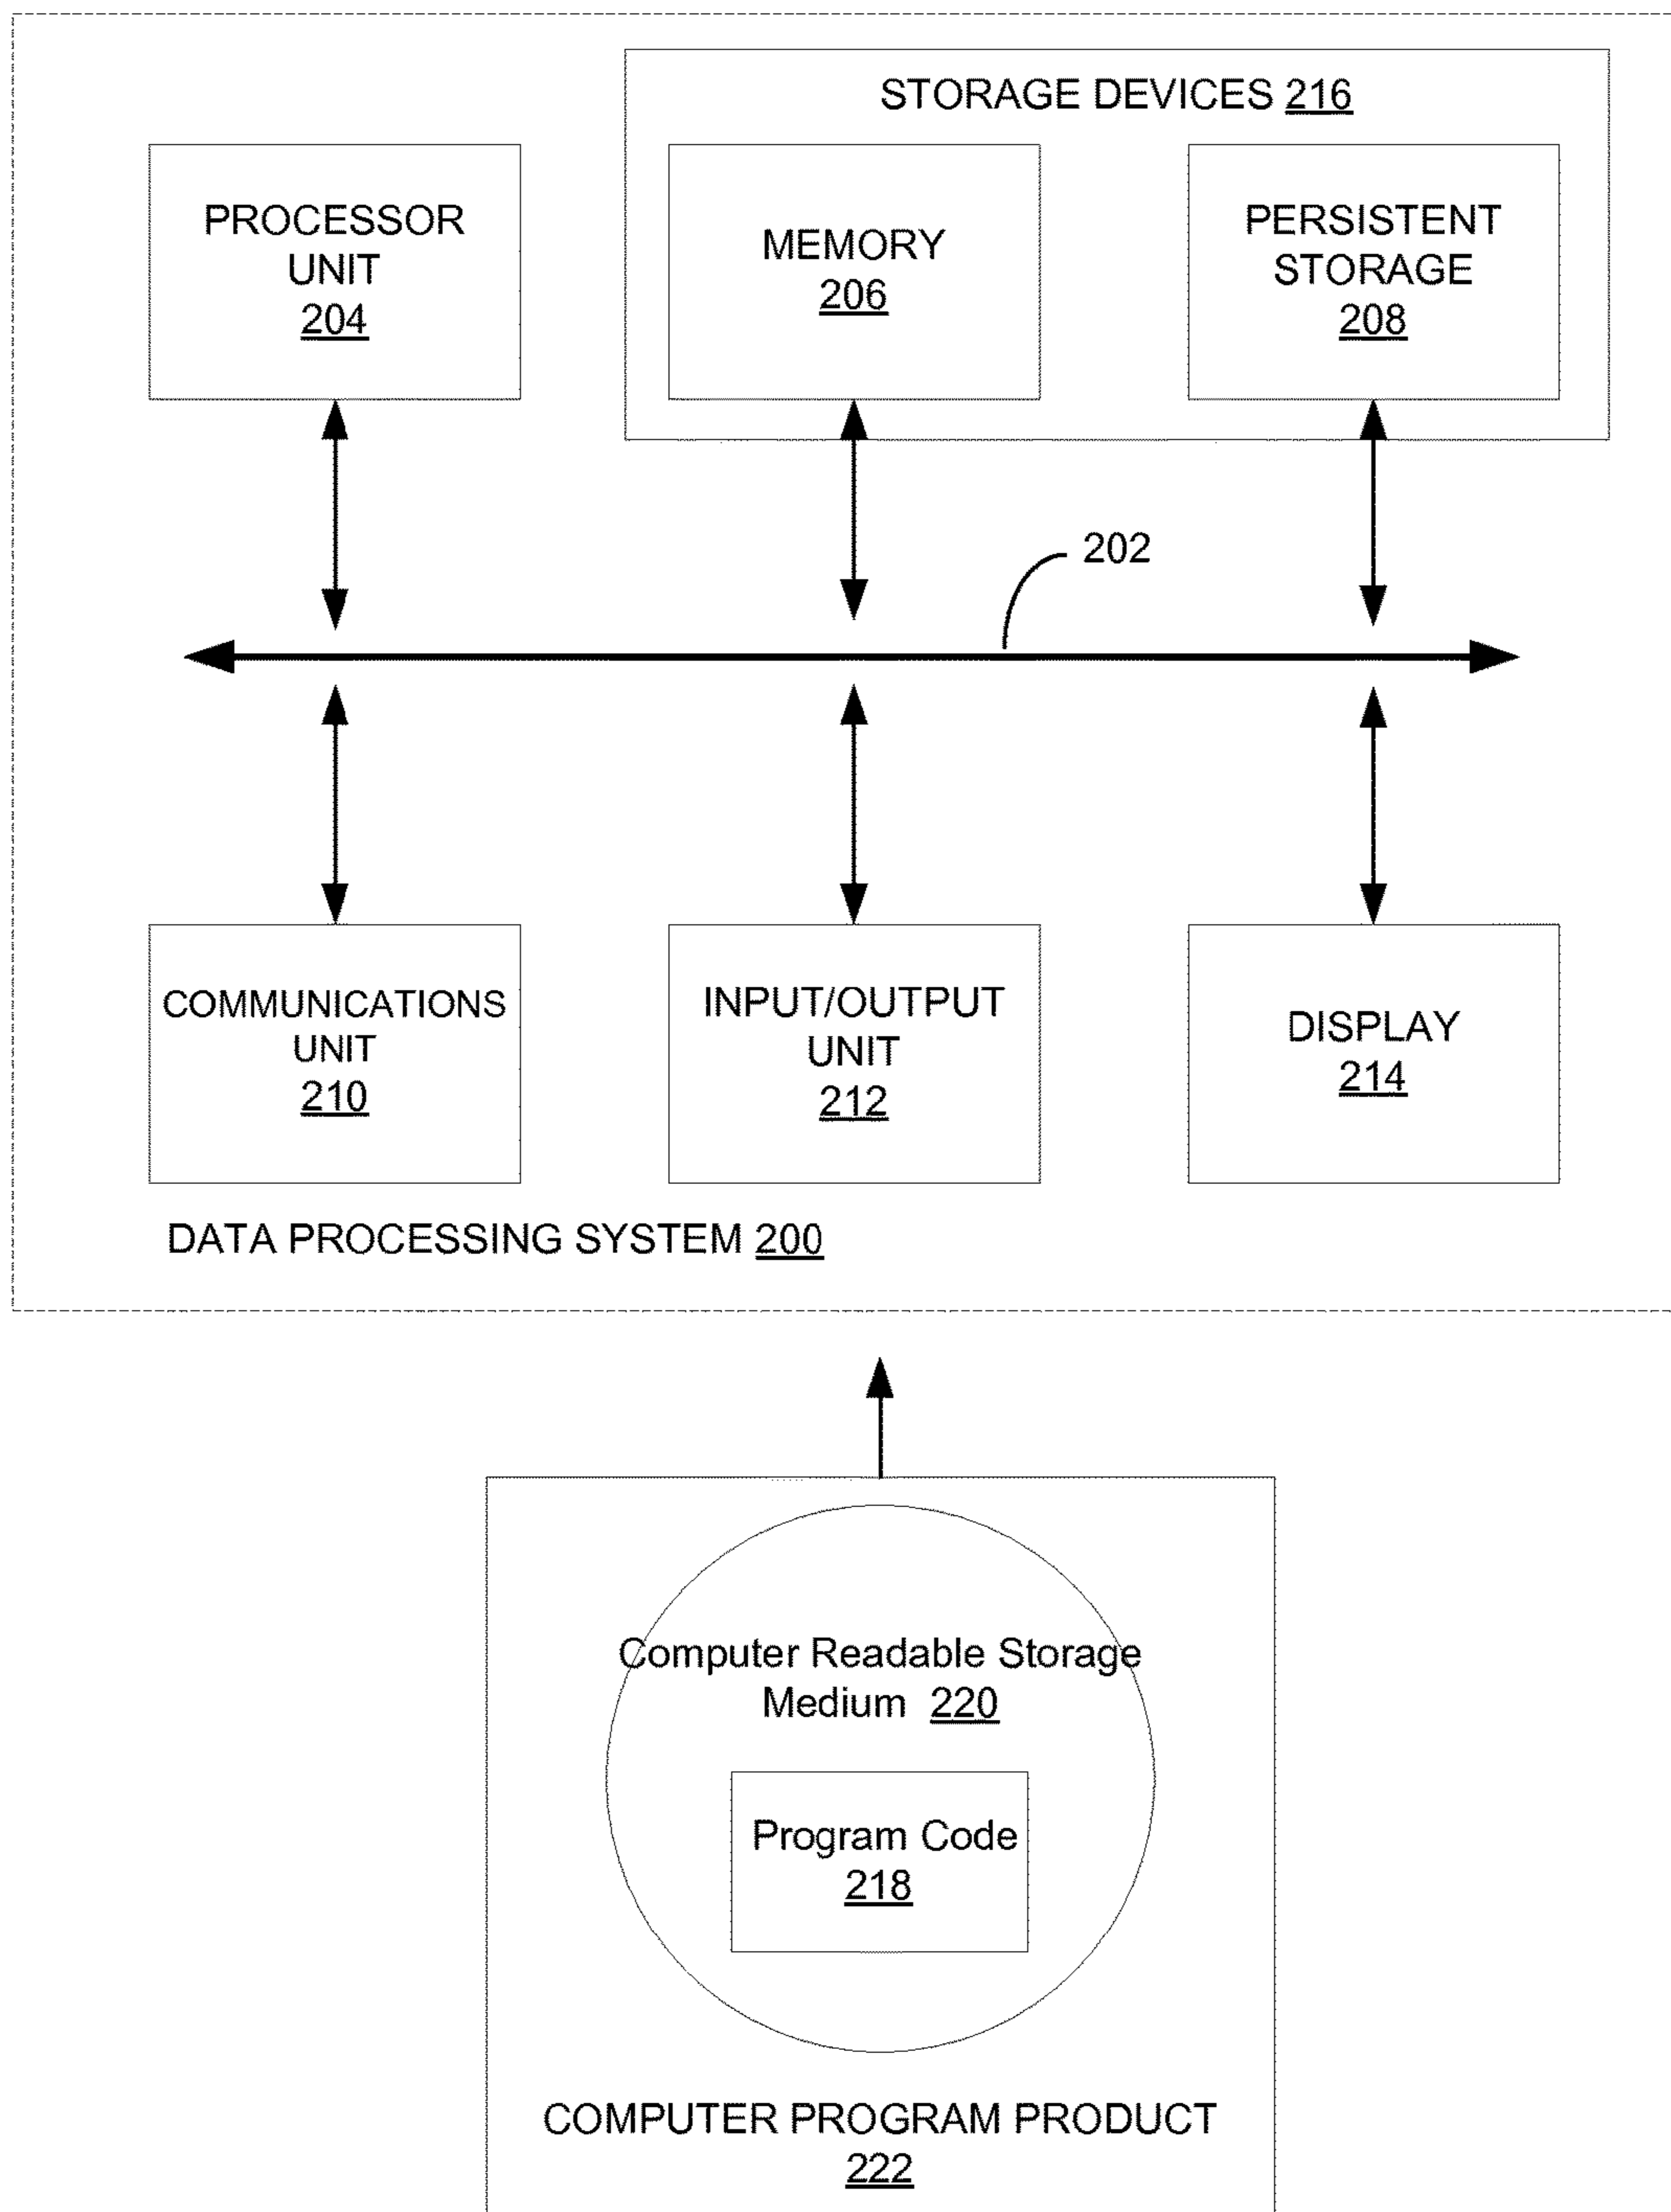 STORAGE DEVICES 216
PROCESSOR
UNIT
204
MEMORY
206
PERSISTENT
STORAGE
208
202
COMMUNICATIONS
UNIT
210
INPUT/OUTPUT
UNIT
212
DISPLAY
214
DATA PROCESSING SYSTEM 200
Computer Readable Storage
Medium 220
Program Code
218
COMPUTER PROGRAM PRODUCT
222